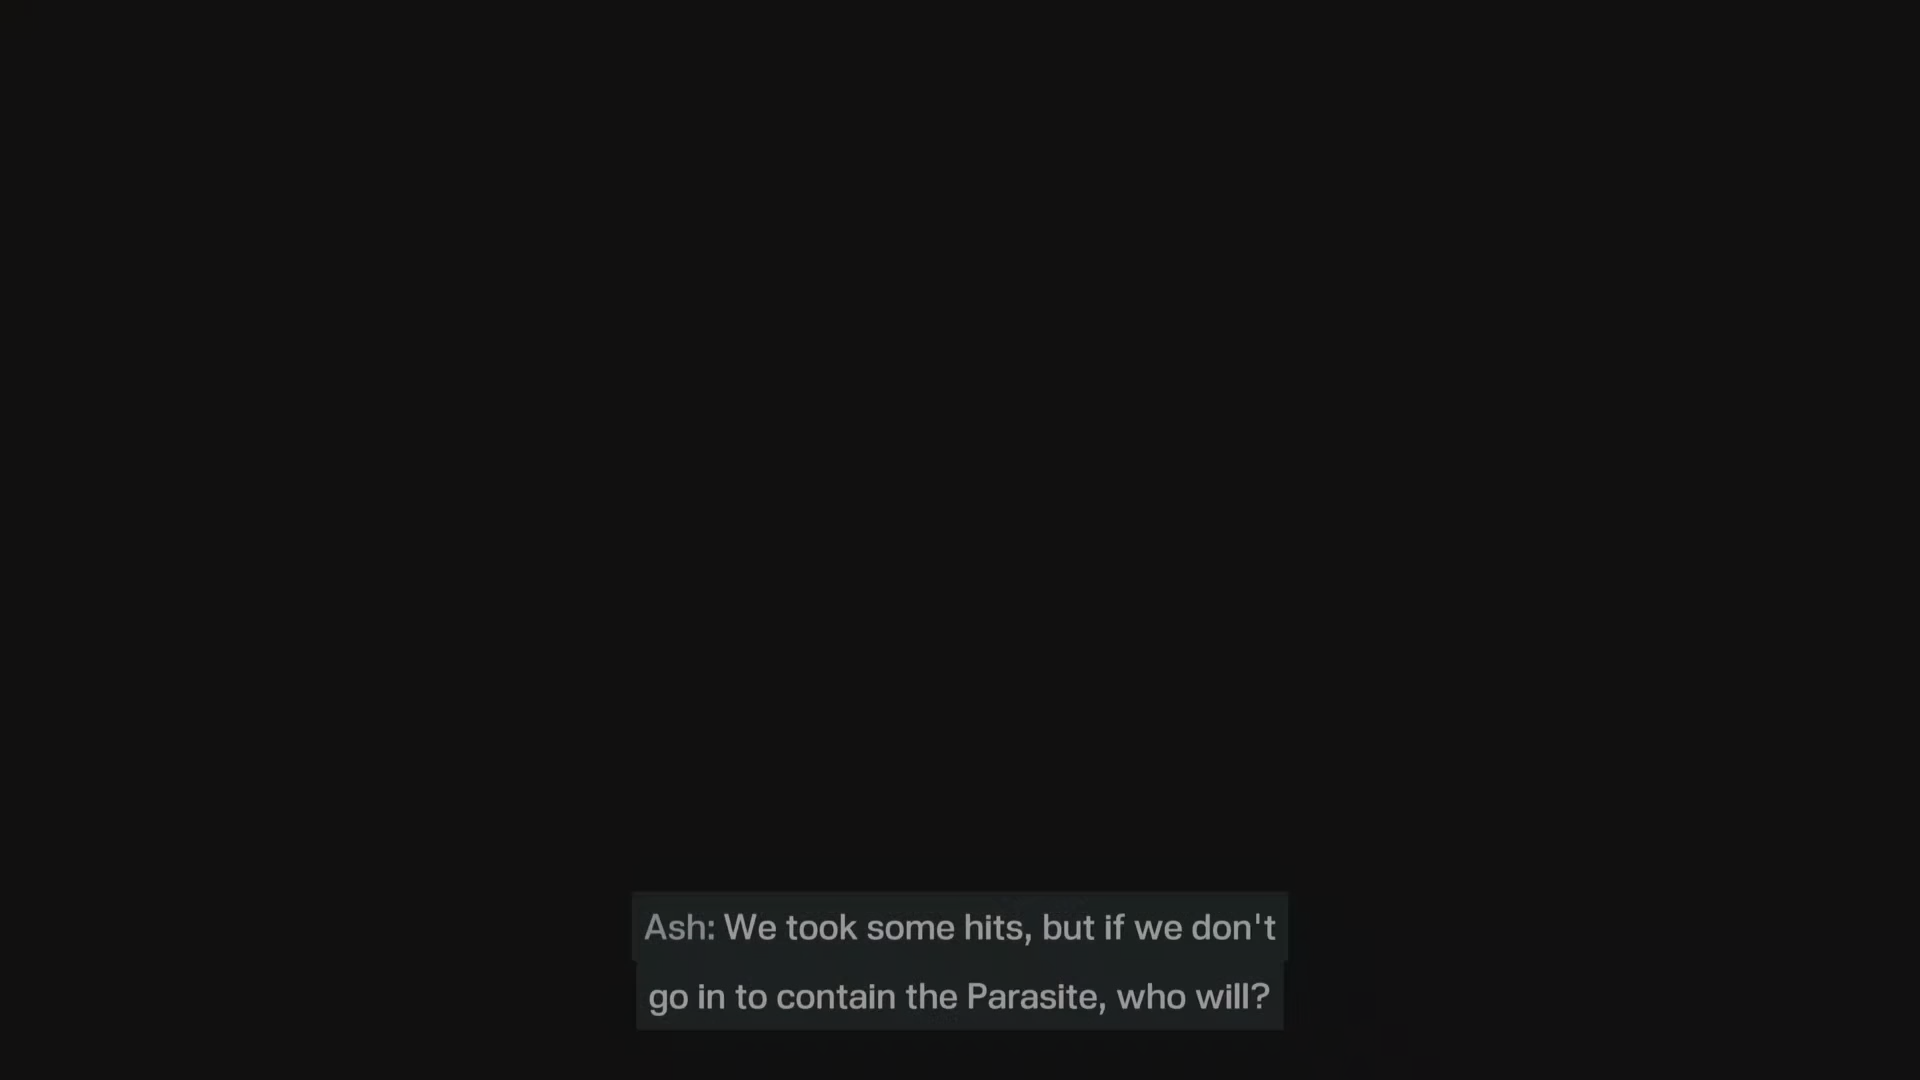 Ash: We took some hits, but if we don't
go in to contain the Parasite, who will?